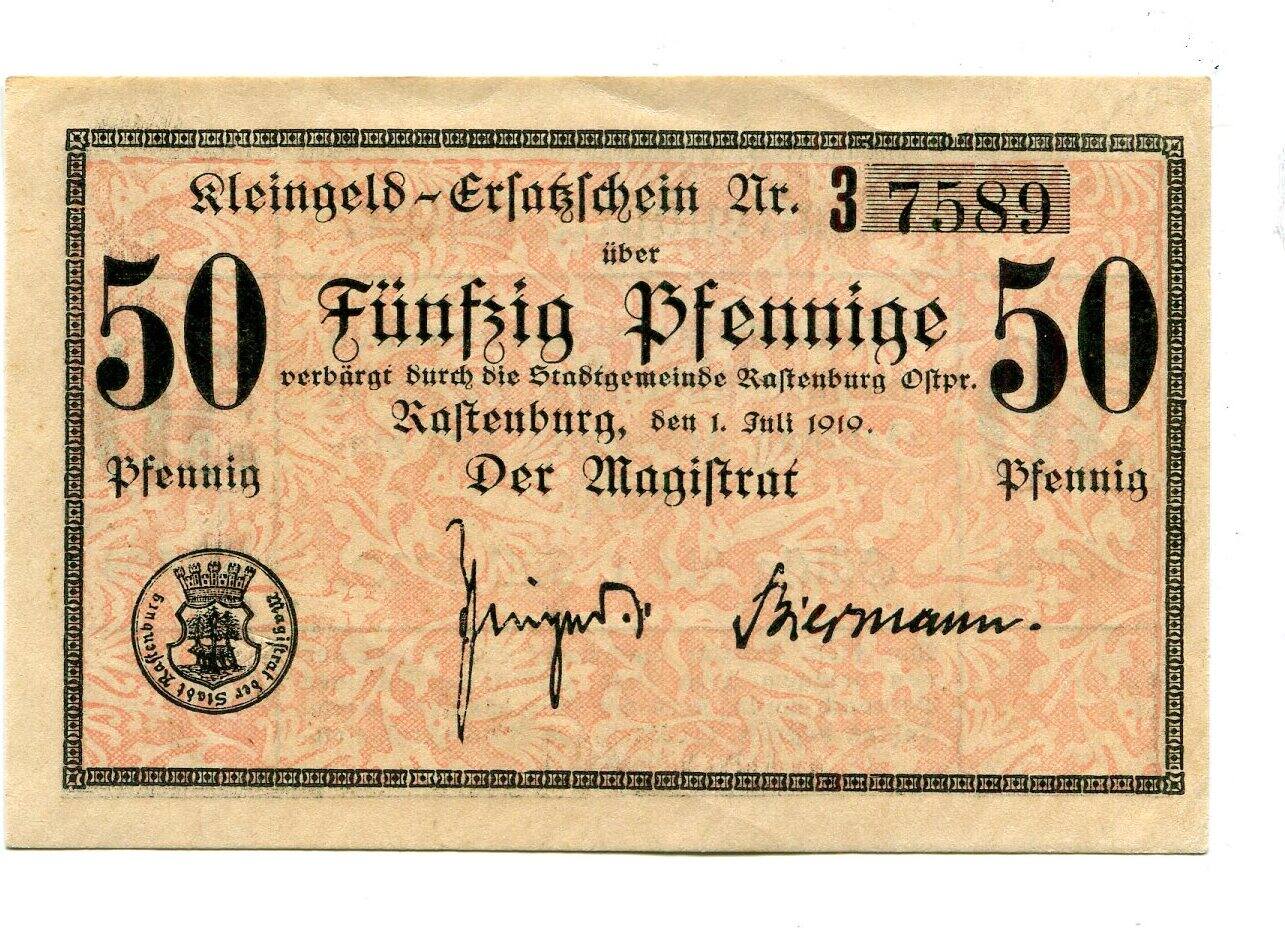 Kleingeld-Ersatzschein Nr. 3 7589
über
50 Fünfzig Pfennige 50
verbürgt durch die Stadtgemeinde Rastenburg Ostpr.
Rastenburg, den 1. Juli 1919.
Pfennig Der Magistrat Pfennig
Biermann.
Magistrat der Stadt Rastenburg